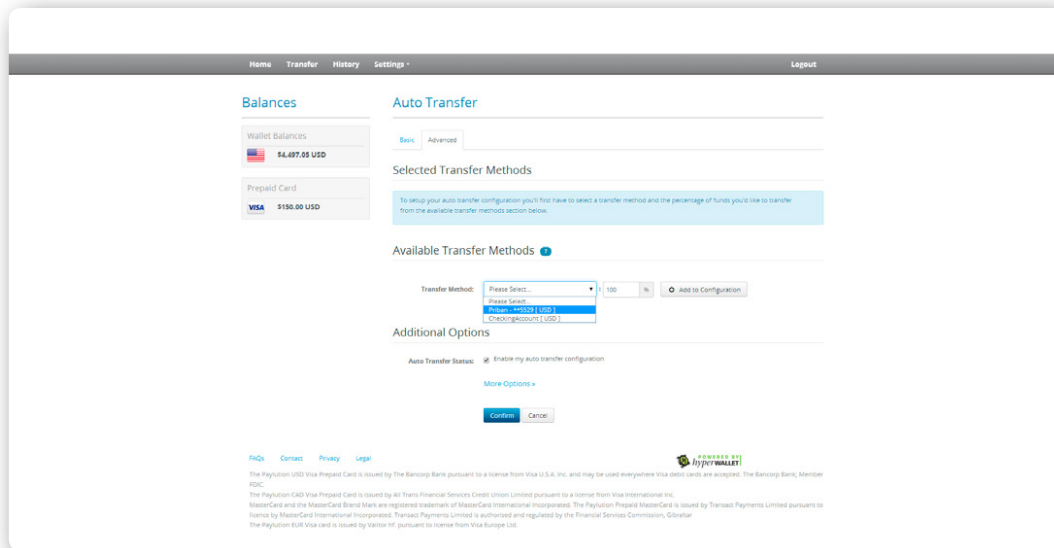 Home Transfer History Settings
Logout
Balances
Wallet Balances
$4,497.05 USD
Prepaid Card
VISA $150.00 USD
Auto Transfer
Basic Advanced
Selected Transfer Methods
To setup your auto transfer configuration you'll first have to select a transfer method and the percentage of funds you'd like to transfer
from the available transfer methods section below.
Available Transfer Methods ?
Transfer Method: Please Select... : 100 % Add to Configuration
Please Select...
Priban - **5529 [ USD ]
CheckingAccount [ USD ]
Additional Options
Auto Transfer Status: Enable my auto transfer configuration
More Options »
Confirm Cancel
FAQs Contact Privacy Legal
POWERED BY
hyperWALLET
The Paylution USD Visa Prepaid Card is issued by The Bancorp Bank pursuant to a license from Visa U.S.A. Inc. and may be used everywhere Visa debit cards are accepted. The Bancorp Bank, Member
FDIC.
The Paylution CAD Visa Prepaid Card is issued by All Trans Financial Services Credit Union Limited pursuant to a license from Visa International Inc.
MasterCard and the MasterCard Brand Mark are registered trademark of MasterCard International Incorporated. The Paylution Prepaid MasterCard is issued by Transact Payments Limited pursuant to
licence by MasterCard International Incorporated. Transact Payments Limited is authorised and regulated by the Financial Services Commission, Gibraltar
The Paylution EUR Visa card is issued by Valitor hf. pursuant to license from Visa Europe Ltd.